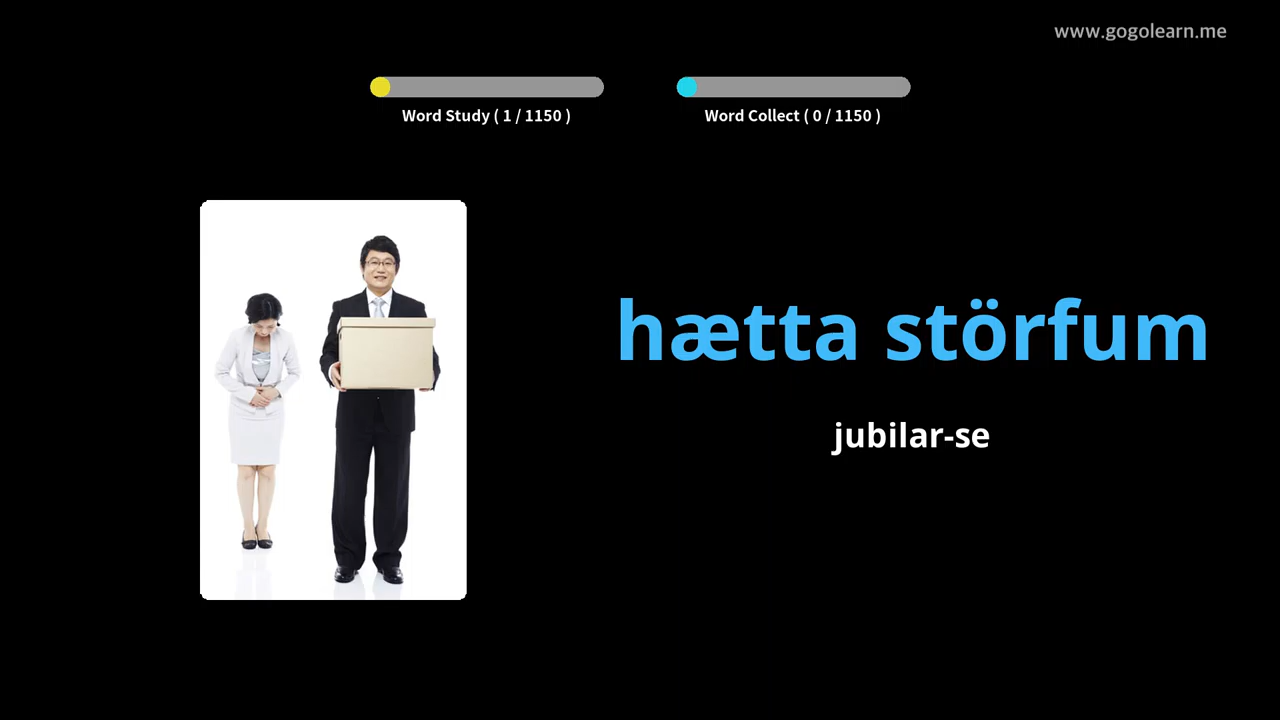 www.gogolearn.me
Word Study ( 1 / 1150 )
Word Collect ( 0 / 1150 )
hætta störfum
jubilar-se